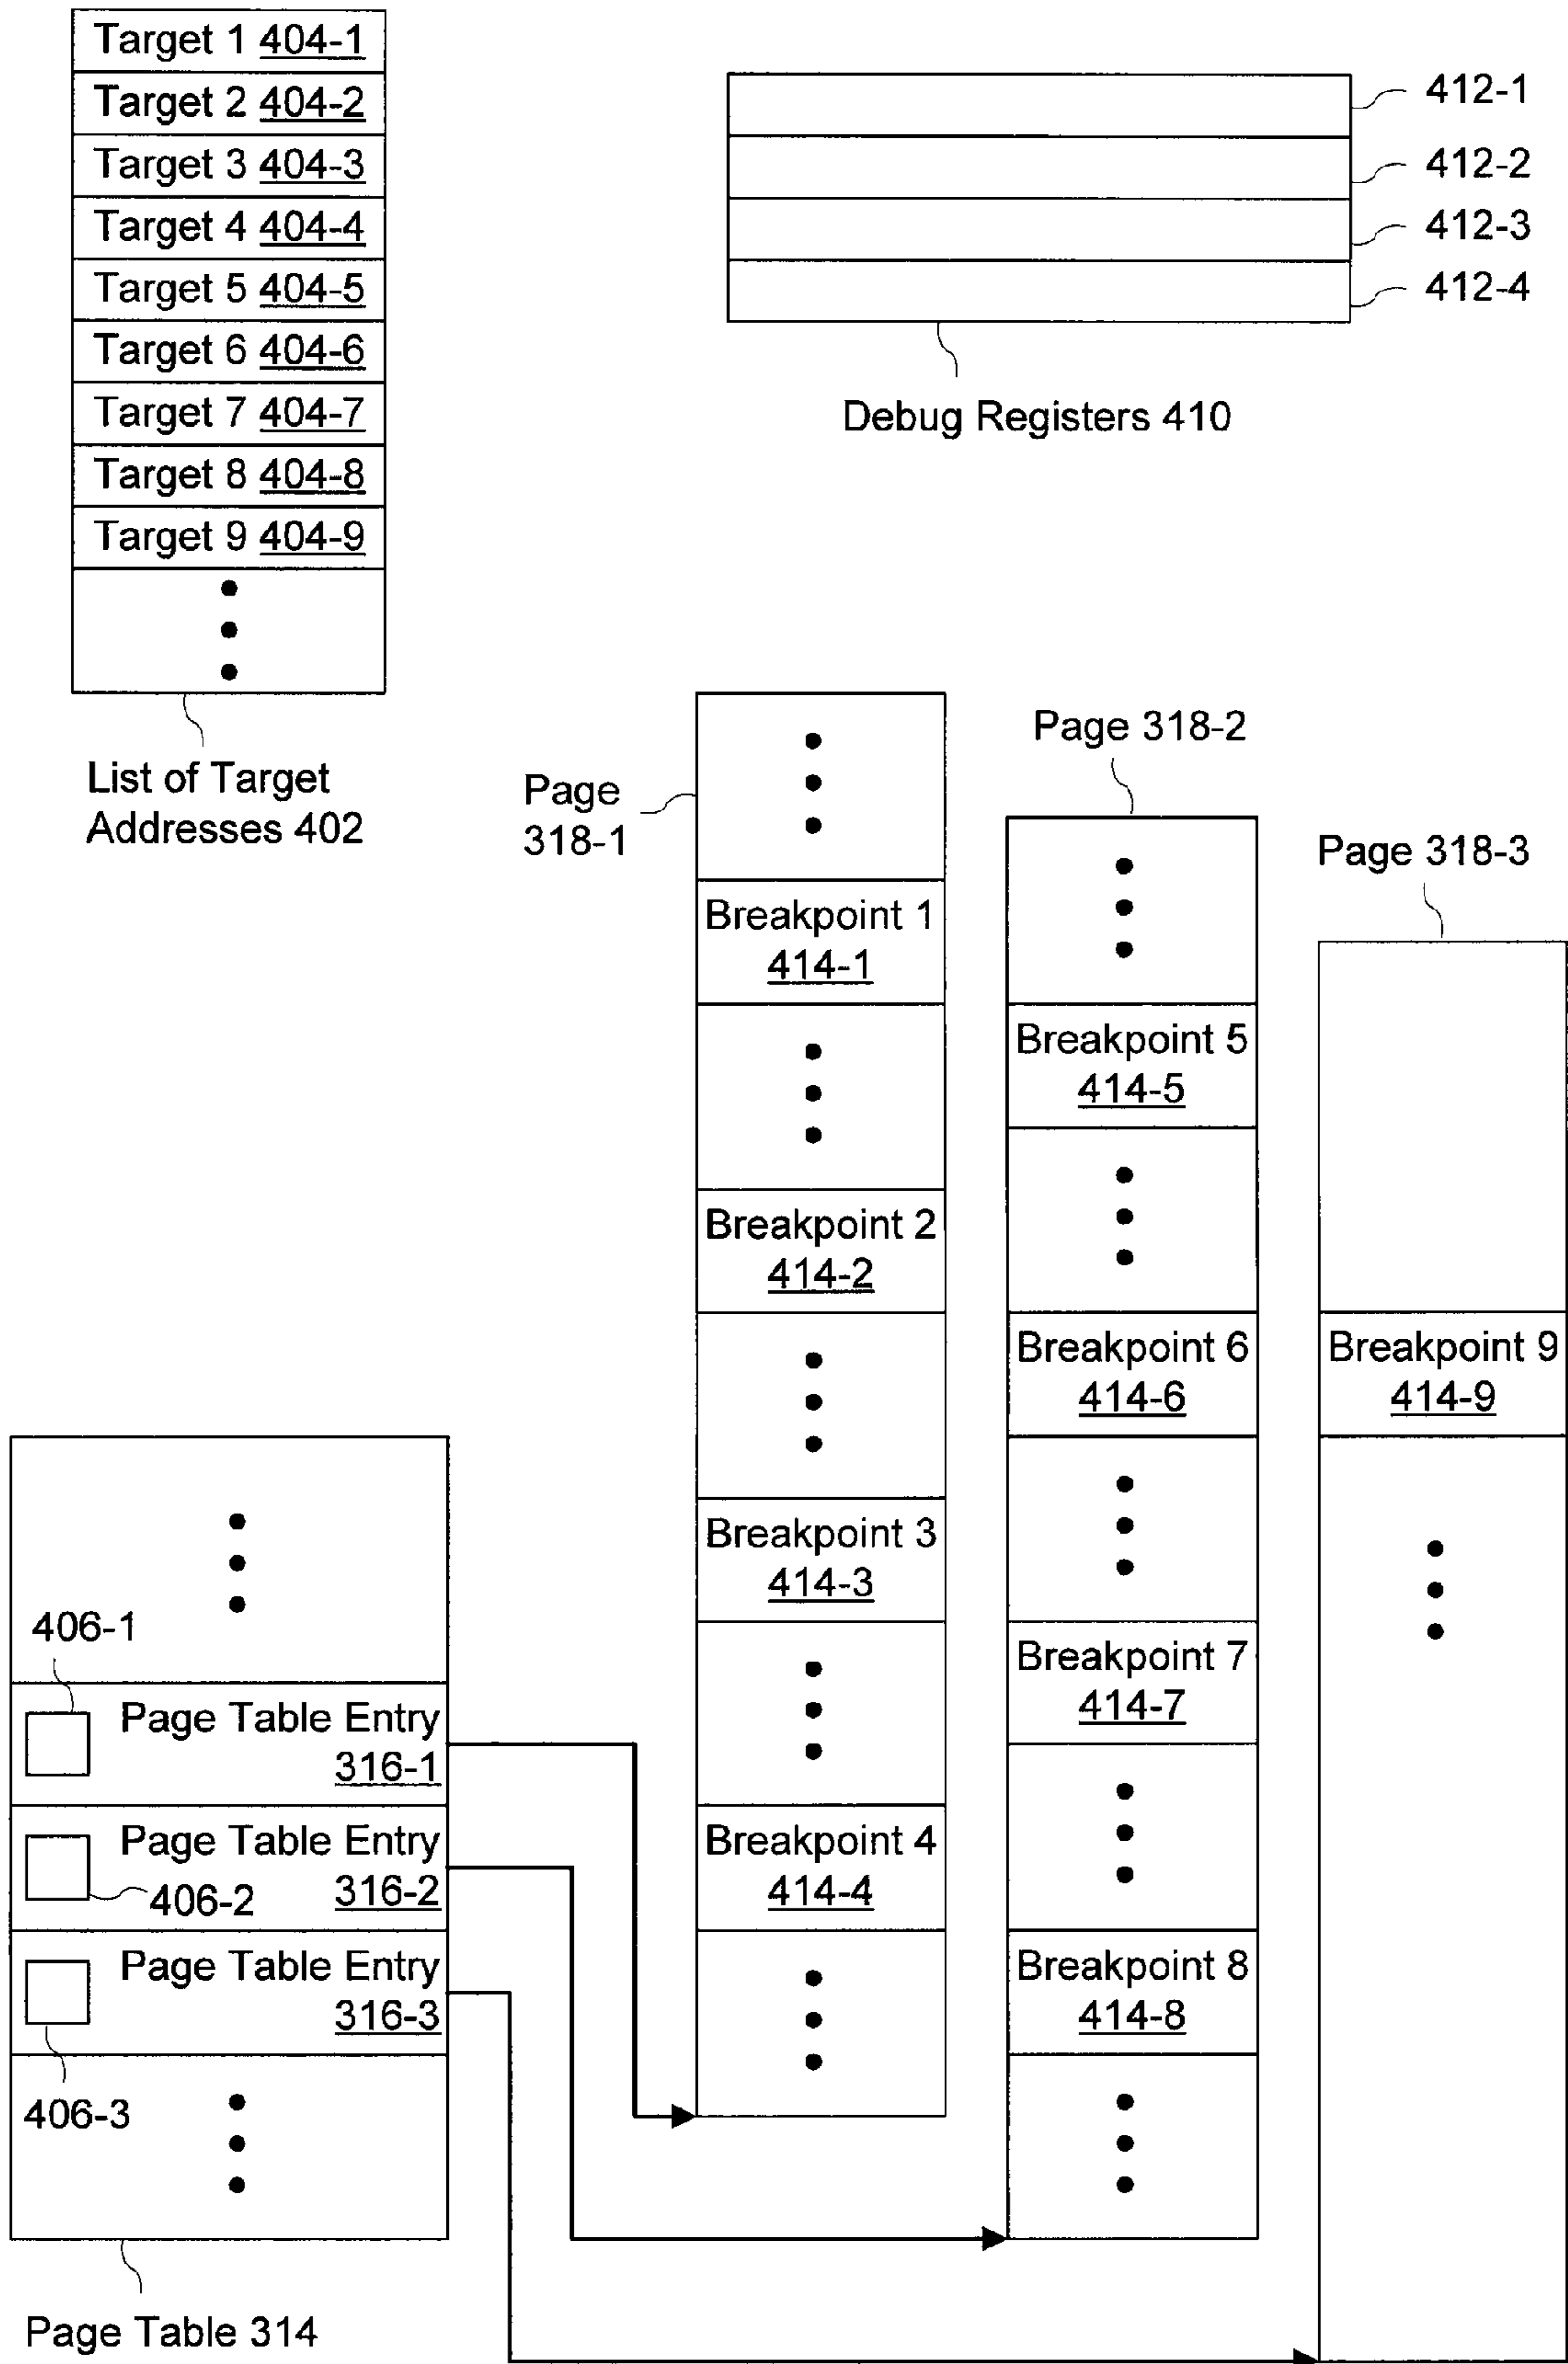 Target 1 404-1
Target 2 404-2
Target 3 404-3
Target 4 404-4
Target 5 404-5
Target 6 404-6
Target 7 404-7
Target 8 404-8
Target 9 404-9
List of Target
Addresses 402
412-1
412-2
412-3
412-4
Debug Registers 410
Page
318-1
Breakpoint 1
414-1
Breakpoint 2
414-2
Breakpoint 3
414-3
Breakpoint 4
414-4
Page 318-2
Breakpoint 5
414-5
Breakpoint 6
414-6
Breakpoint 7
414-7
Breakpoint 8
414-8
Page 318-3
Breakpoint 9
414-9
406-1
Page Table Entry
316-1
Page Table Entry
316-2
406-2
Page Table Entry
316-3
406-3
Page Table 314